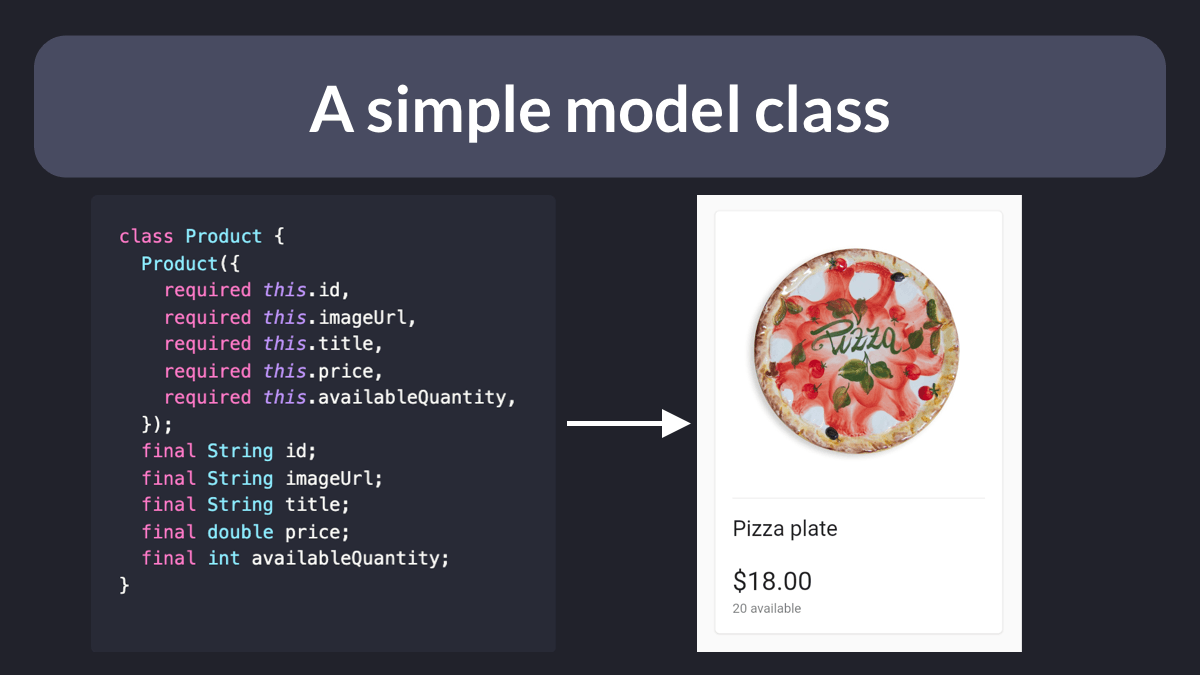 A simple model class
class Product {
  Product({
    required this.id,
    required this.imageUrl,
    required this.title,
    required this.price,
    required this.availableQuantity,
  });
  final String id;
  final String imageUrl;
  final String title;
  final double price;
  final int availableQuantity;
}
Pizza
Pizza plate
$18.00
20 available